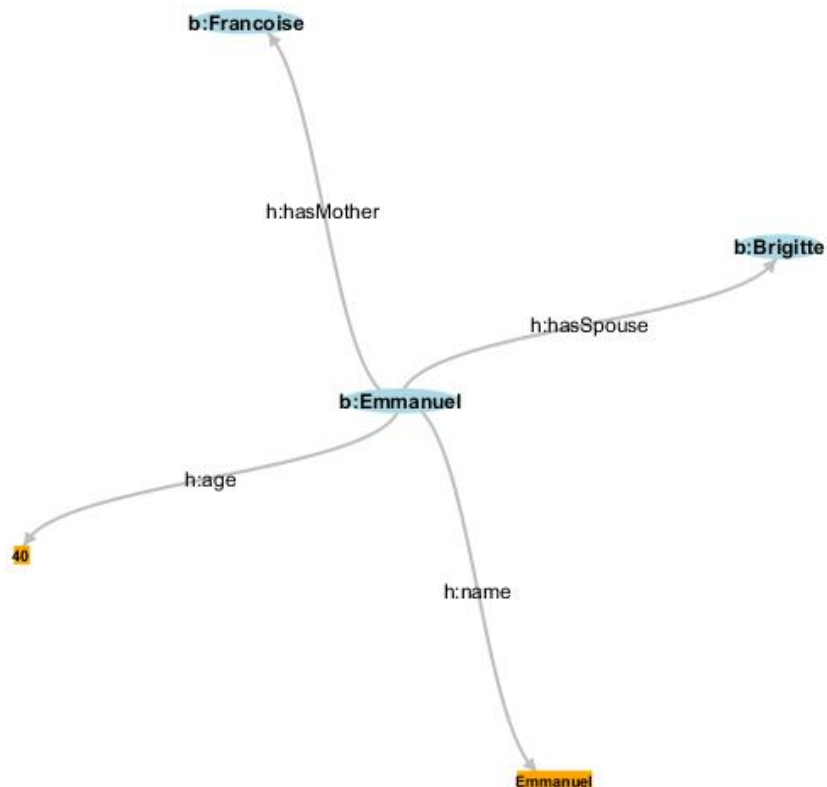 b:Francoise
h:hasMother
b:Brigitte
h:hasSpouse
b:Emmanuel
h:age
40
h:name
Emmanuel